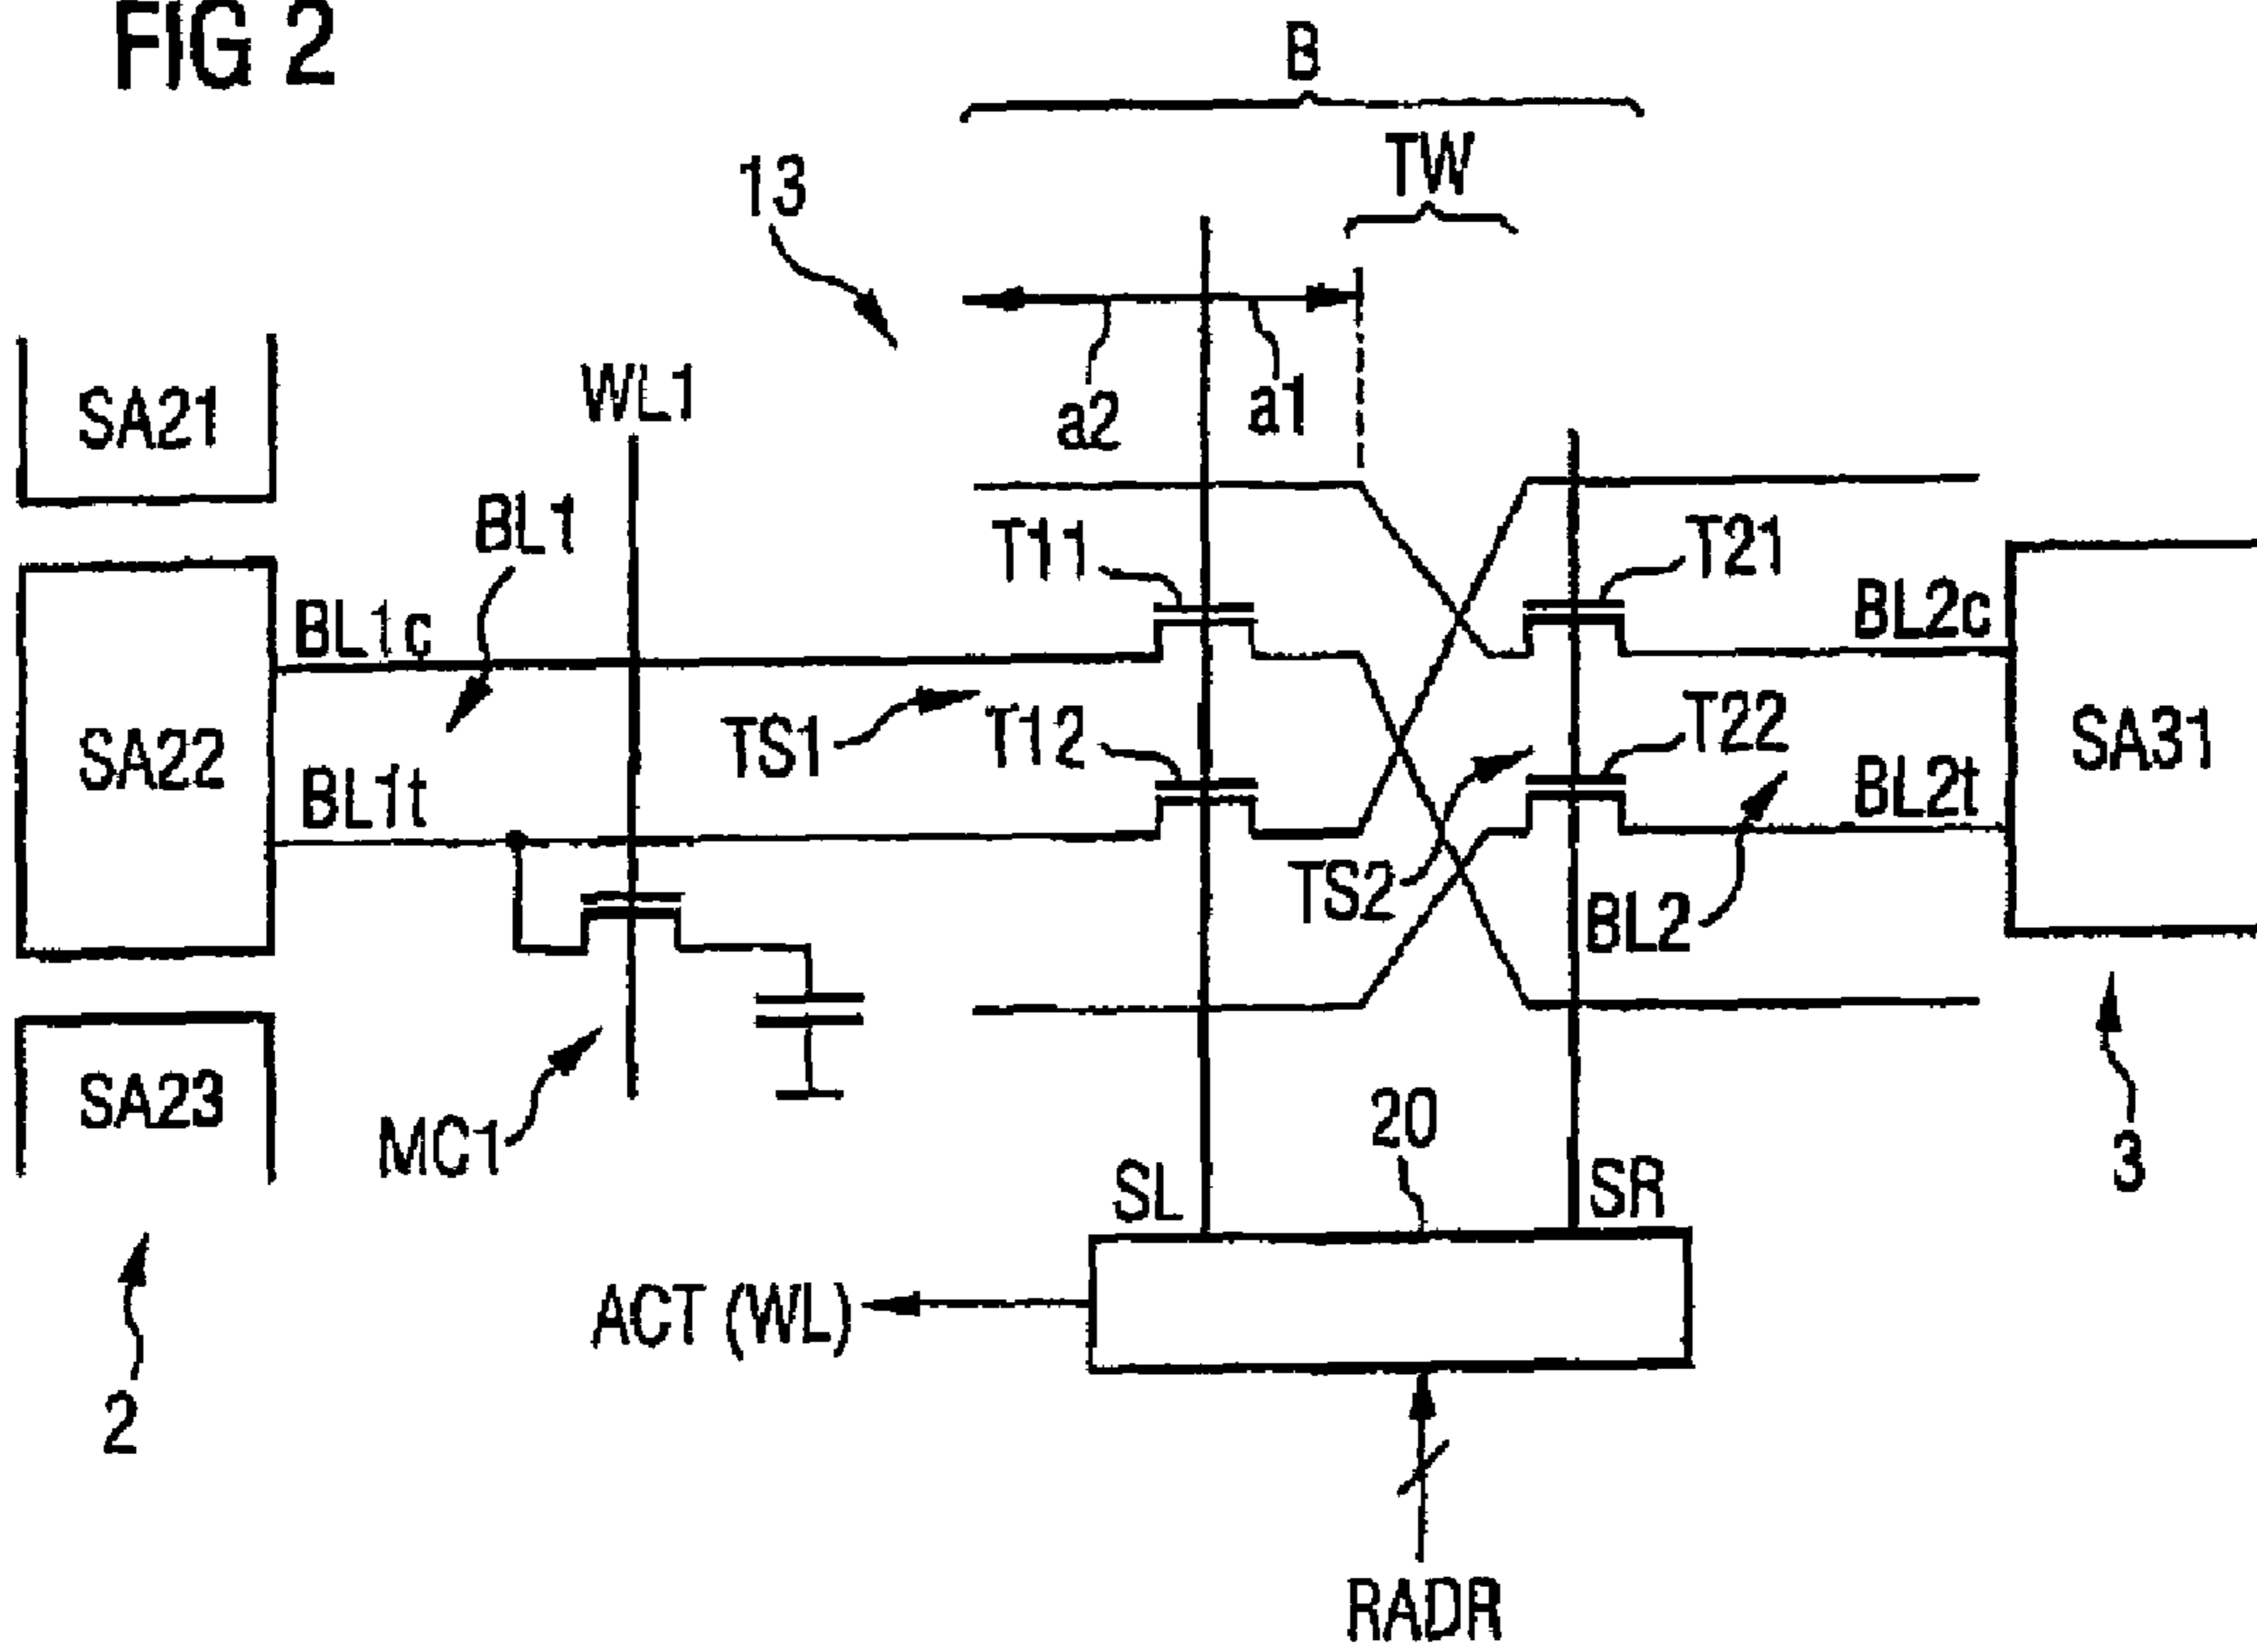 FIG 2
B
TW
13
a2
a1
SA21
WL1
BL1
T11
T21
BL1c
BL2c
SA22
TS1
T12
T22
SA31
BL1t
BL2t
TS2
BL2
SA23
MC1
20
3
SL
SR
ACT (WL)
2
RADR